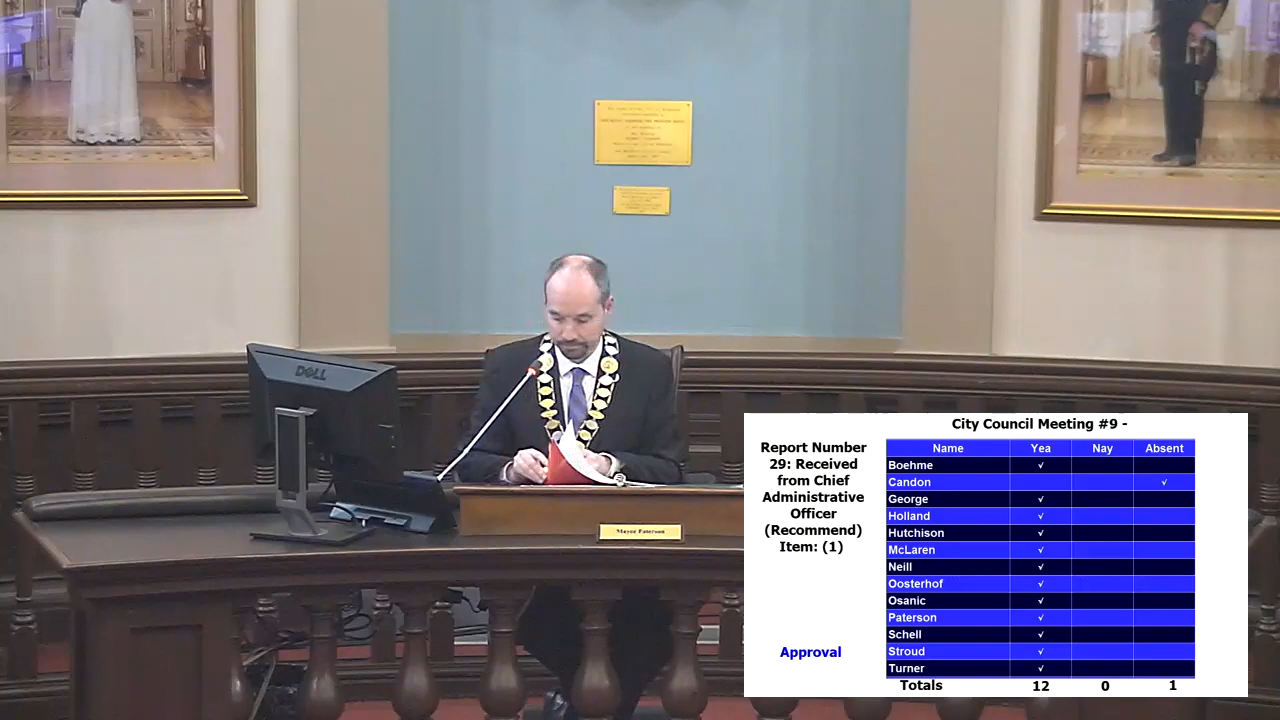 DELL
Mayor Paterson
City Council Meeting #9 -
Report Number
29: Received
from Chief
Administrative
Officer
(Recommend)
Item: (1)
Approval
Name Yea Nay Absent
Boehme √
Candon √
George √
Holland √
Hutchison √
McLaren √
Neill √
Oosterhof √
Osanic √
Paterson √
Schell √
Stroud √
Turner √
Totals 12 0 1